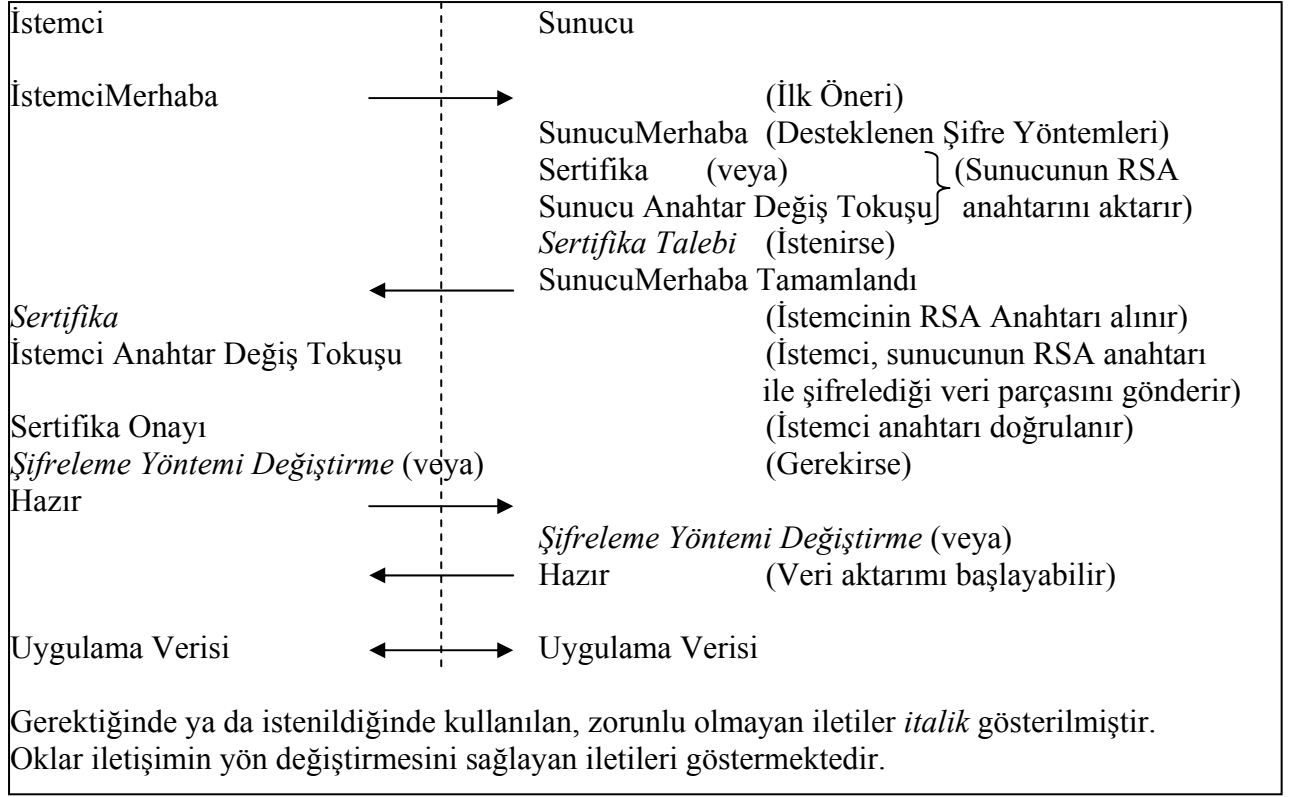 İstemci Sunucu
İstemciMerhaba (İlk Öneri)
SunucuMerhaba (Desteklenen Şifre Yöntemleri)
Sertifika (veya) (Sunucunun RSA
Sunucu Anahtar Değiş Tokuşu anahtarını aktarır)
Sertifika Talebi (İstenirse)
SunucuMerhaba Tamamlandı
Sertifika (İstemcinin RSA Anahtarı alınır)
İstemci Anahtar Değiş Tokuşu (İstemci, sunucunun RSA anahtarı
ile şifrelediği veri parçasını gönderir)
Sertifika Onayı (İstemci anahtarı doğrulanır)
Şifreleme Yöntemi Değiştirme (veya) (Gerekirse)
Hazır
Şifreleme Yöntemi Değiştirme (veya)
Hazır (Veri aktarımı başlayabilir)
Uygulama Verisi Uygulama Verisi
Gerektiğinde ya da istenildiğinde kullanılan, zorunlu olmayan iletiler italik gösterilmiştir.
Oklar iletişimin yön değiştirmesini sağlayan iletileri göstermektedir.